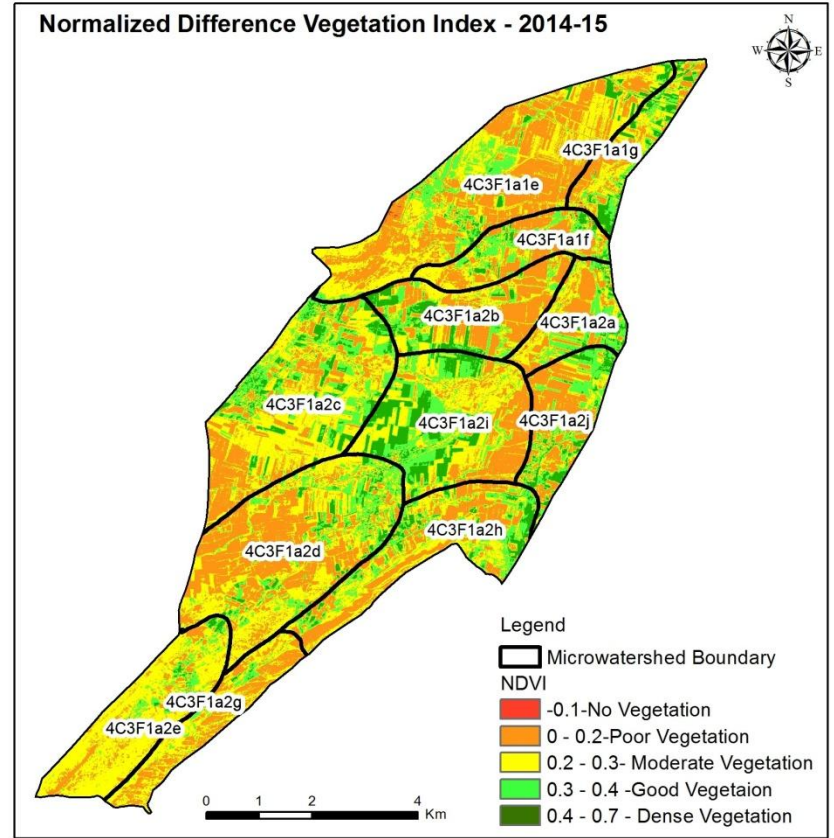 Normalized Difference Vegetation Index - 2014-15
N
W E
S
4C3F1a1g
4C3F1a1e
4C3F1a1f
4C3F1a2b
4C3F1a2a
4C3F1a2c
4C3F1a2i
4C3F1a2j
4C3F1a2h
4C3F1a2d
4C3F1a2g
4C3F1a2e
Legend
Microwatershed Boundary
NDVI
-0.1-No Vegetation
0 - 0.2-Poor Vegetation
0.2 - 0.3- Moderate Vegetation
0.3 - 0.4 -Good Vegetaion
0.4 - 0.7 - Dense Vegetation
0 1 2 4
Km